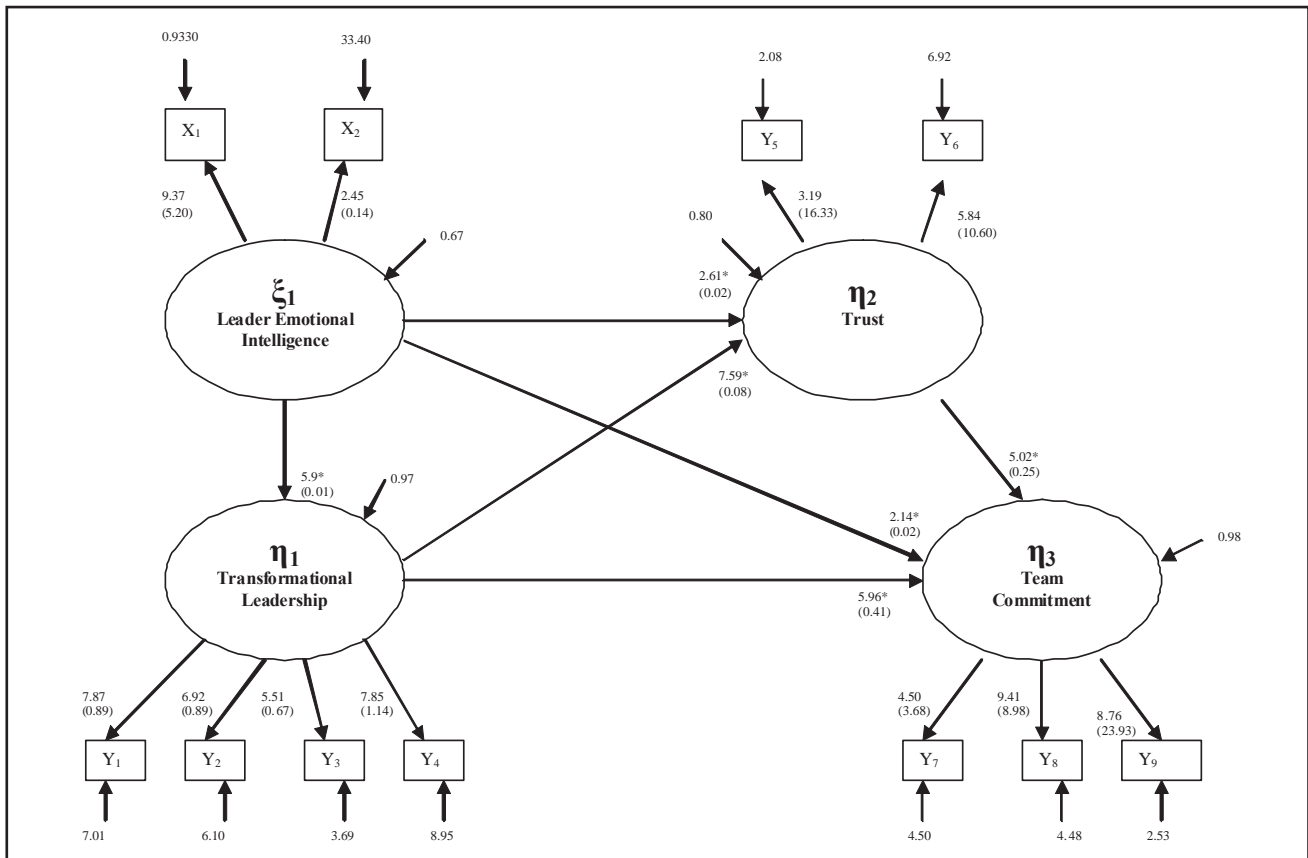 0.9330
33.40
2.08
6.92
X1
X2
Y5
Y6
9.37
(5.20)
2.45
(0.14)
3.19
(16.33)
5.84
(10.60)
0.67
0.80
ξ1
Leader Emotional
Intelligence
2.61*
(0.02)
η2
Trust
7.59*
(0.08)
5.9*
(0.01)
0.97
5.02*
(0.25)
2.14*
(0.02)
0.98
η1
Transformational
Leadership
5.96*
(0.41)
η3
Team
Commitment
7.87
(0.89)
6.92
(0.89)
5.51
(0.67)
7.85
(1.14)
4.50
(3.68)
9.41
(8.98)
8.76
(23.93)
Y1
Y2
Y3
Y4
Y7
Y8
Y9
7.01
6.10
3.69
8.95
4.50
4.48
2.53